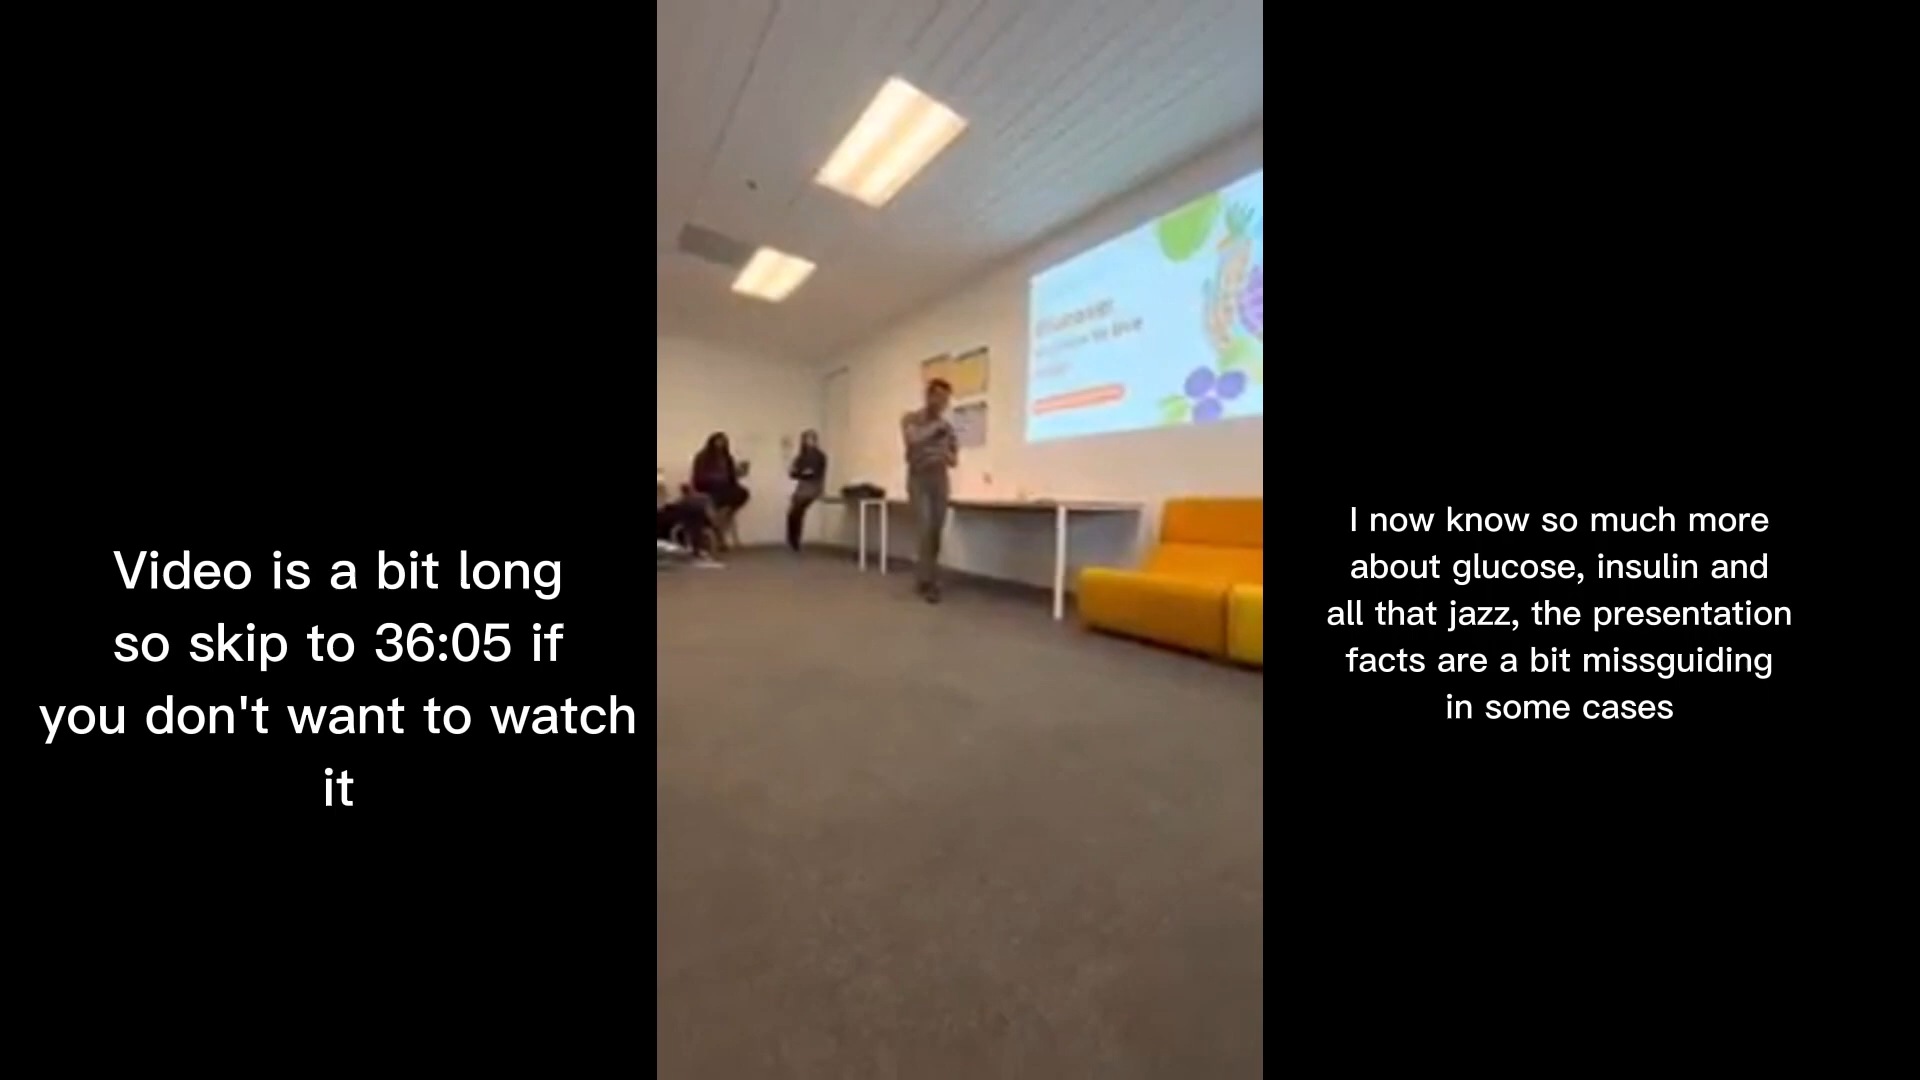 Video is a bit long
so skip to 36:05 if
you don't want to watch
it
I now know so much more
about glucose, insulin and
all that jazz, the presentation
facts are a bit missguiding
in some cases